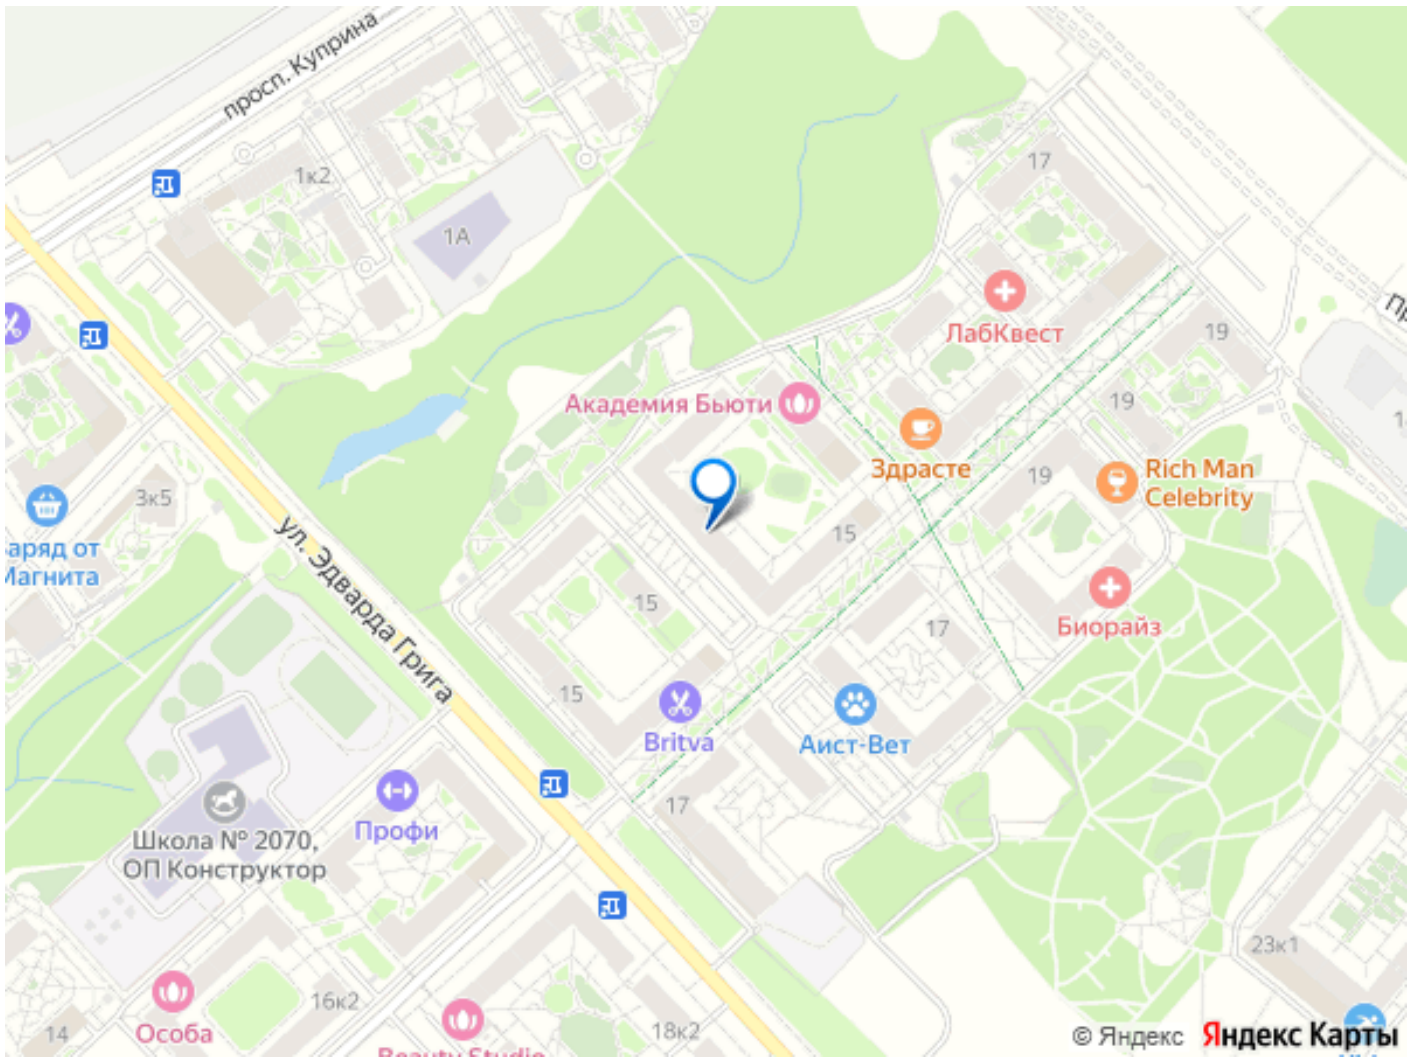 просп. Куприна
1к2
17
1А
ЛабКвест
19
19
Академия Бьюти
Здрасте
19
Rich Man
Celebrity
3к5
аряд от
Магнита
ул. Эдварда Грига
15
15
Биорайз
17
15
Britva
Аист-Вет
17
Профи
Школа № 2070,
ОП Конструктор
23к1
16к2
Особа
14
18к2
Beauty Studio
© Яндекс Яндекс Карты